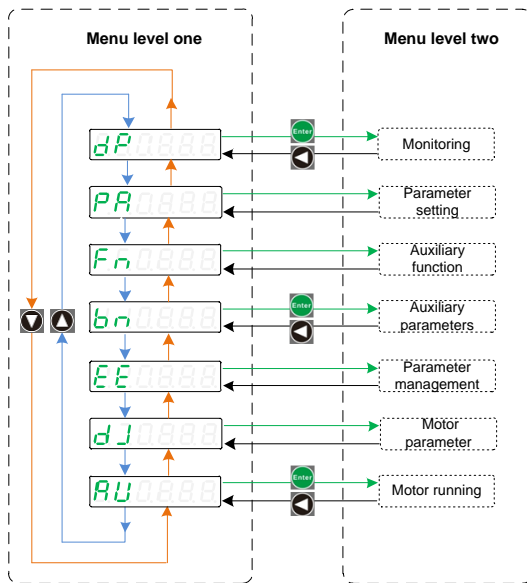 Menu level one
Menu level two
dP
Enter
Monitoring
PA
Parameter
setting
Fn
Auxiliary
function
bn
Enter
Auxiliary
parameters
EE
Parameter
management
dJ
Motor
parameter
AU
Enter
Motor running